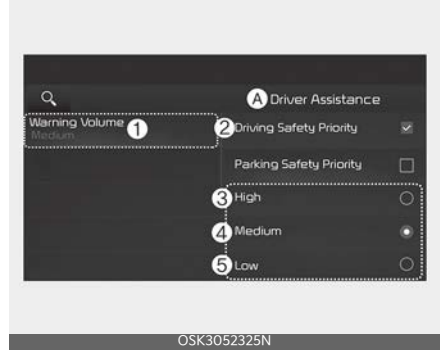 A Driver Assistance
Warning Volume 1
Medium
2 Driving Safety Priority
Parking Safety Priority
3 High
4 Medium
5 Low
OSK3052325N